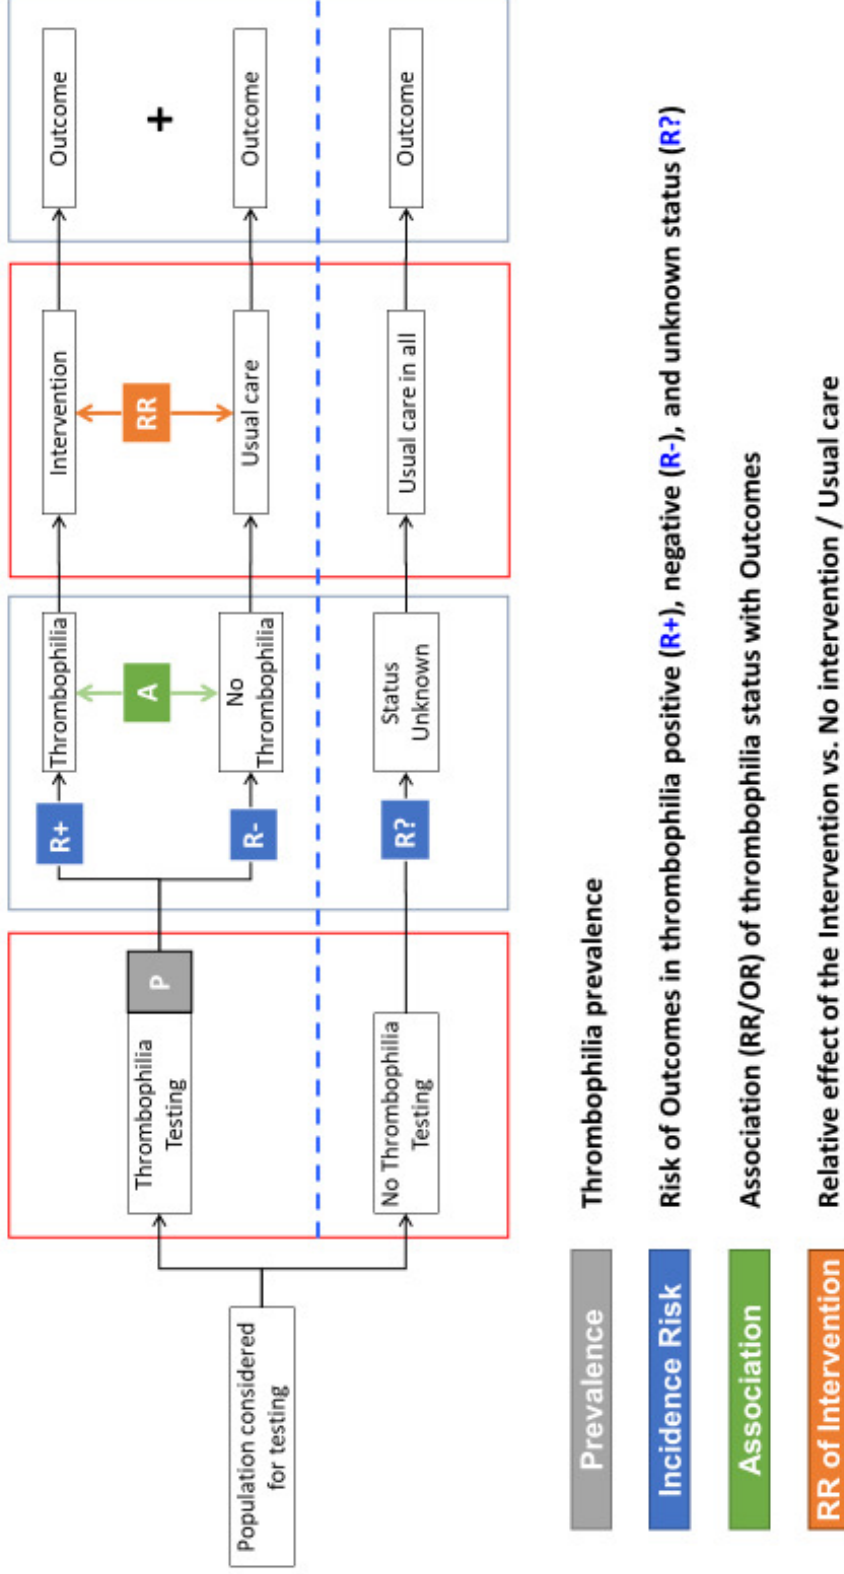 Population considered
for testing
Thrombophilia
Testing
P
No Thrombophilia
Testing
R+
R-
R?
Thrombophilia
A
No
Thrombophilia
Status
Unknown
Intervention
RR
Usual care
Usual care in all
Outcome
+
Outcome
Outcome
Prevalence
Thrombophilia prevalence
Incidence Risk
Risk of Outcomes in thrombophilia positive (R+), negative (R-), and unknown status (R?)
Association
Association (RR/OR) of thrombophilia status with Outcomes
RR of Intervention
Relative effect of the Intervention vs. No intervention / Usual care